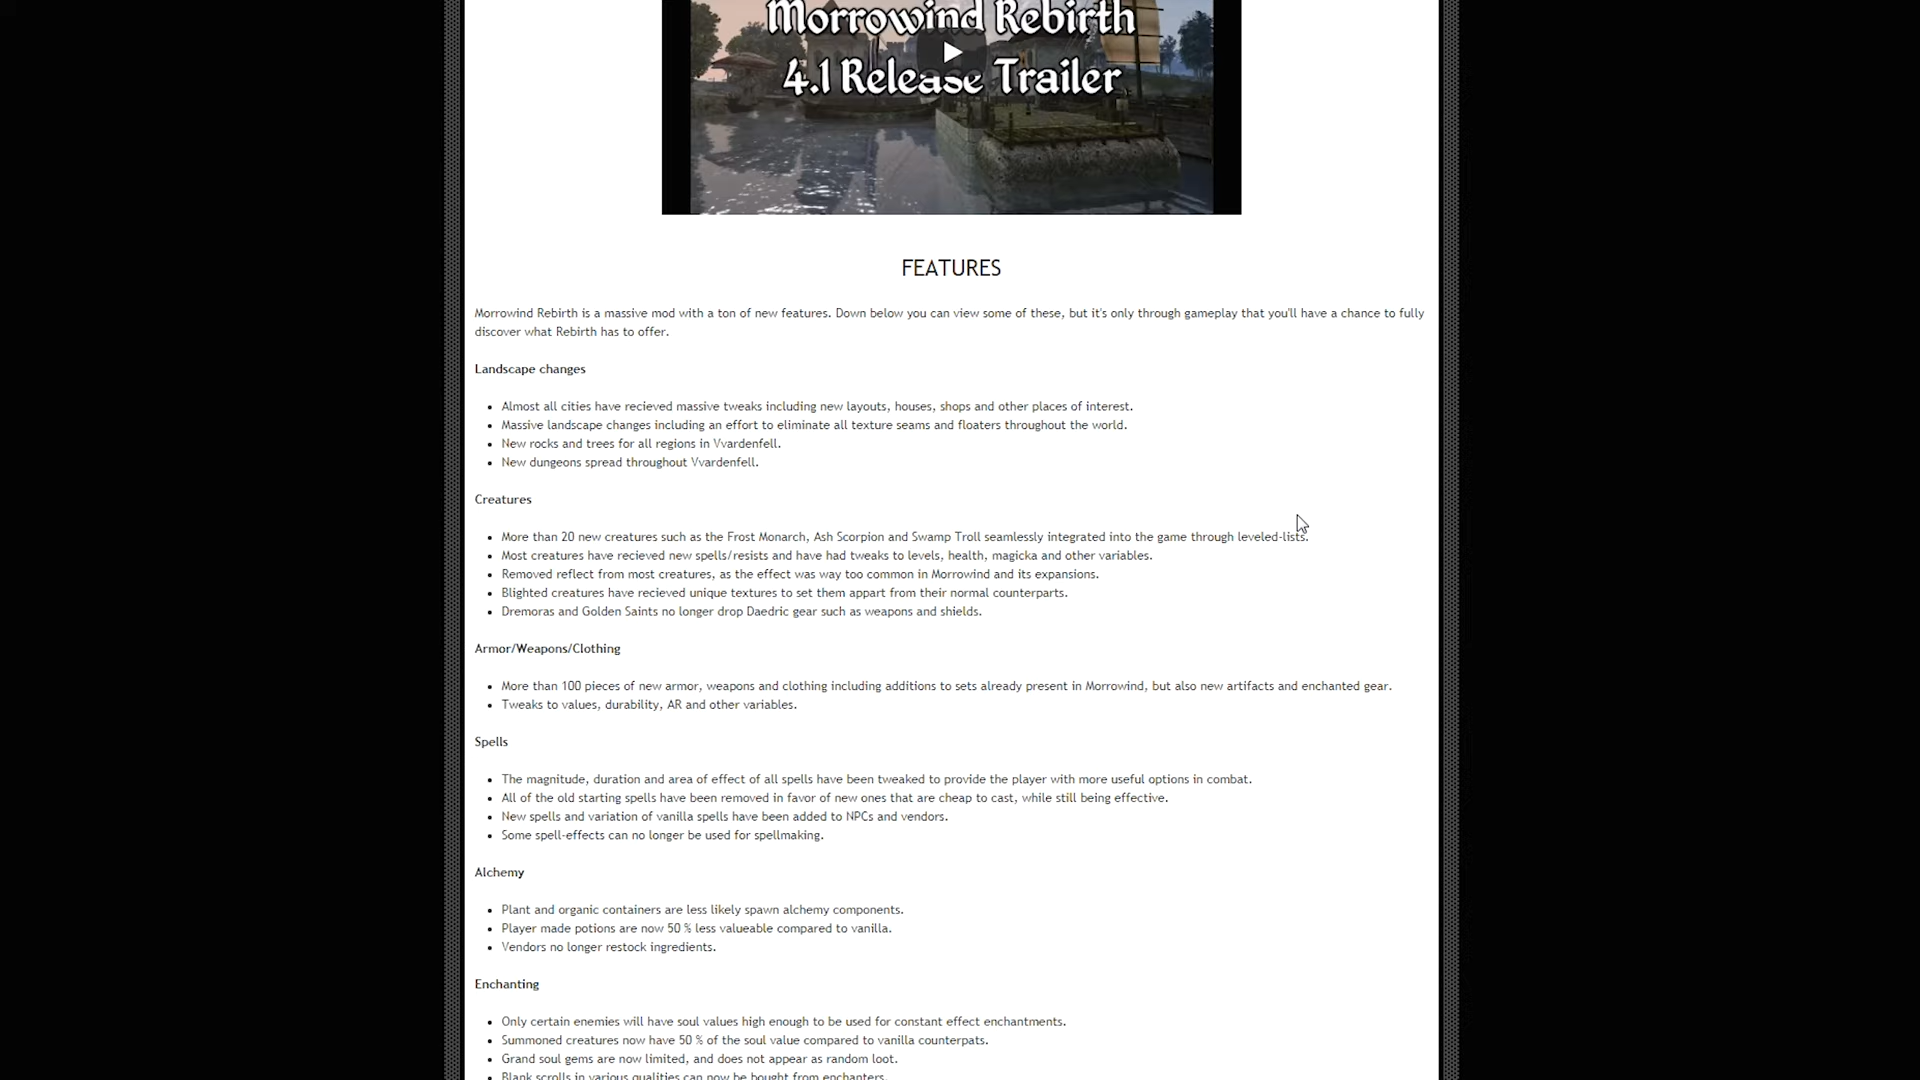 Morrowind Rebirth
4.1 Release Trailer
FEATURES
Morrowind Rebirth is a massive mod with a ton of new features. Down below you can view some of these, but it's only through gameplay that you'll have a chance to fully
discover what Rebirth has to offer.
Landscape changes
• Almost all cities have recieved massive tweaks including new layouts, houses, shops and other places of interest.
• Massive landscape changes including an effort to eliminate all texture seams and floaters throughout the world.
• New rocks and trees for all regions in Vvardenfell.
• New dungeons spread throughout Vvardenfell.
Creatures
• More than 20 new creatures such as the Frost Monarch, Ash Scorpion and Swamp Troll seamlessly integrated into the game through leveled-lists.
• Most creatures have recieved new spells/resists and have had tweaks to levels, health, magicka and other variables.
• Removed reflect from most creatures, as the effect was way too common in Morrowind and its expansions.
• Blighted creatures have recieved unique textures to set them appart from their normal counterparts.
• Dremoras and Golden Saints no longer drop Daedric gear such as weapons and shields.
Armor/Weapons/Clothing
• More than 100 pieces of new armor, weapons and clothing including additions to sets already present in Morrowind, but also new artifacts and enchanted gear.
• Tweaks to values, durability, AR and other variables.
Spells
• The magnitude, duration and area of effect of all spells have been tweaked to provide the player with more useful options in combat.
• All of the old starting spells have been removed in favor of new ones that are cheap to cast, while still being effective.
• New spells and variation of vanilla spells have been added to NPCs and vendors.
• Some spell-effects can no longer be used for spellmaking.
Alchemy
• Plant and organic containers are less likely spawn alchemy components.
• Player made potions are now 50 % less valueable compared to vanilla.
• Vendors no longer restock ingredients.
Enchanting
• Only certain enemies will have soul values high enough to be used for constant effect enchantments.
• Summoned creatures now have 50 % of the soul value compared to vanilla counterpats.
• Grand soul gems are now limited, and does not appear as random loot.
• Blank scrolls in various qualities can now be bought from enchanters.